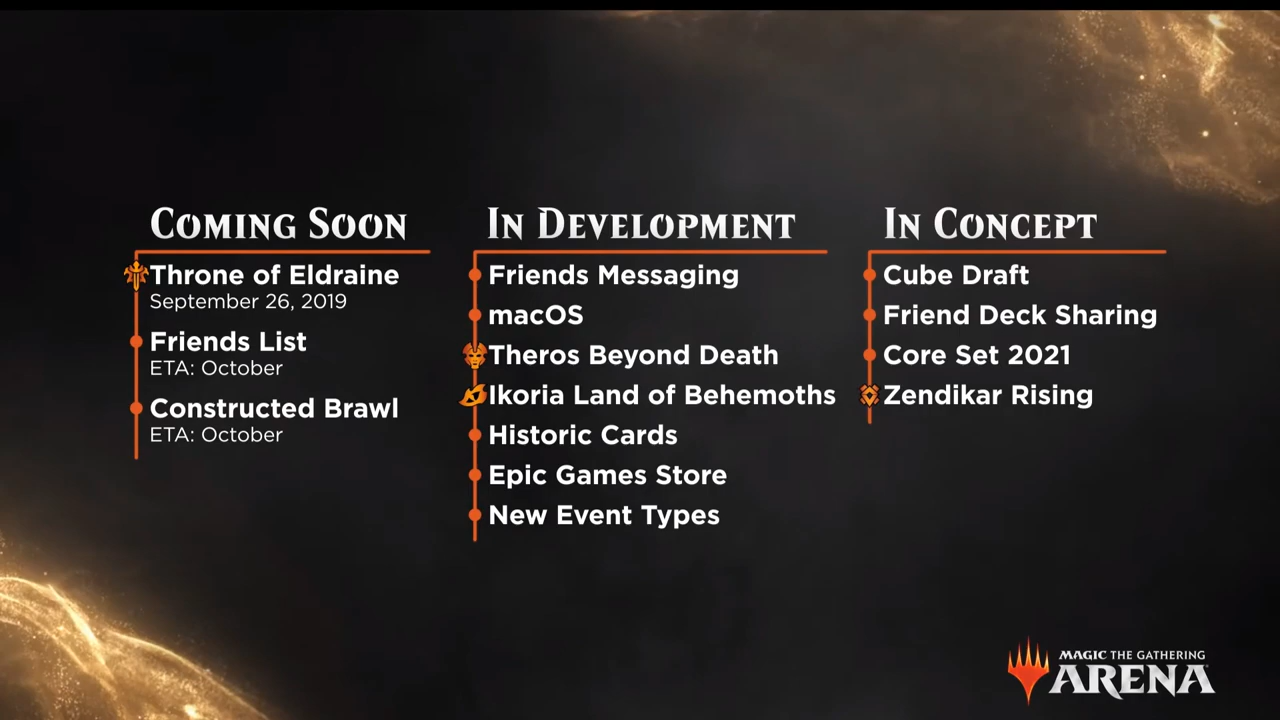 Coming Soon
Throne of Eldraine
September 26, 2019
Friends List
ETA: October
Constructed Brawl
ETA: October
In Development
Friends Messaging
macOS
Theros Beyond Death
Ikoria Land of Behemoths
Historic Cards
Epic Games Store
New Event Types
In Concept
Cube Draft
Friend Deck Sharing
Core Set 2021
Zendikar Rising
MAGIC THE GATHERING
ARENA